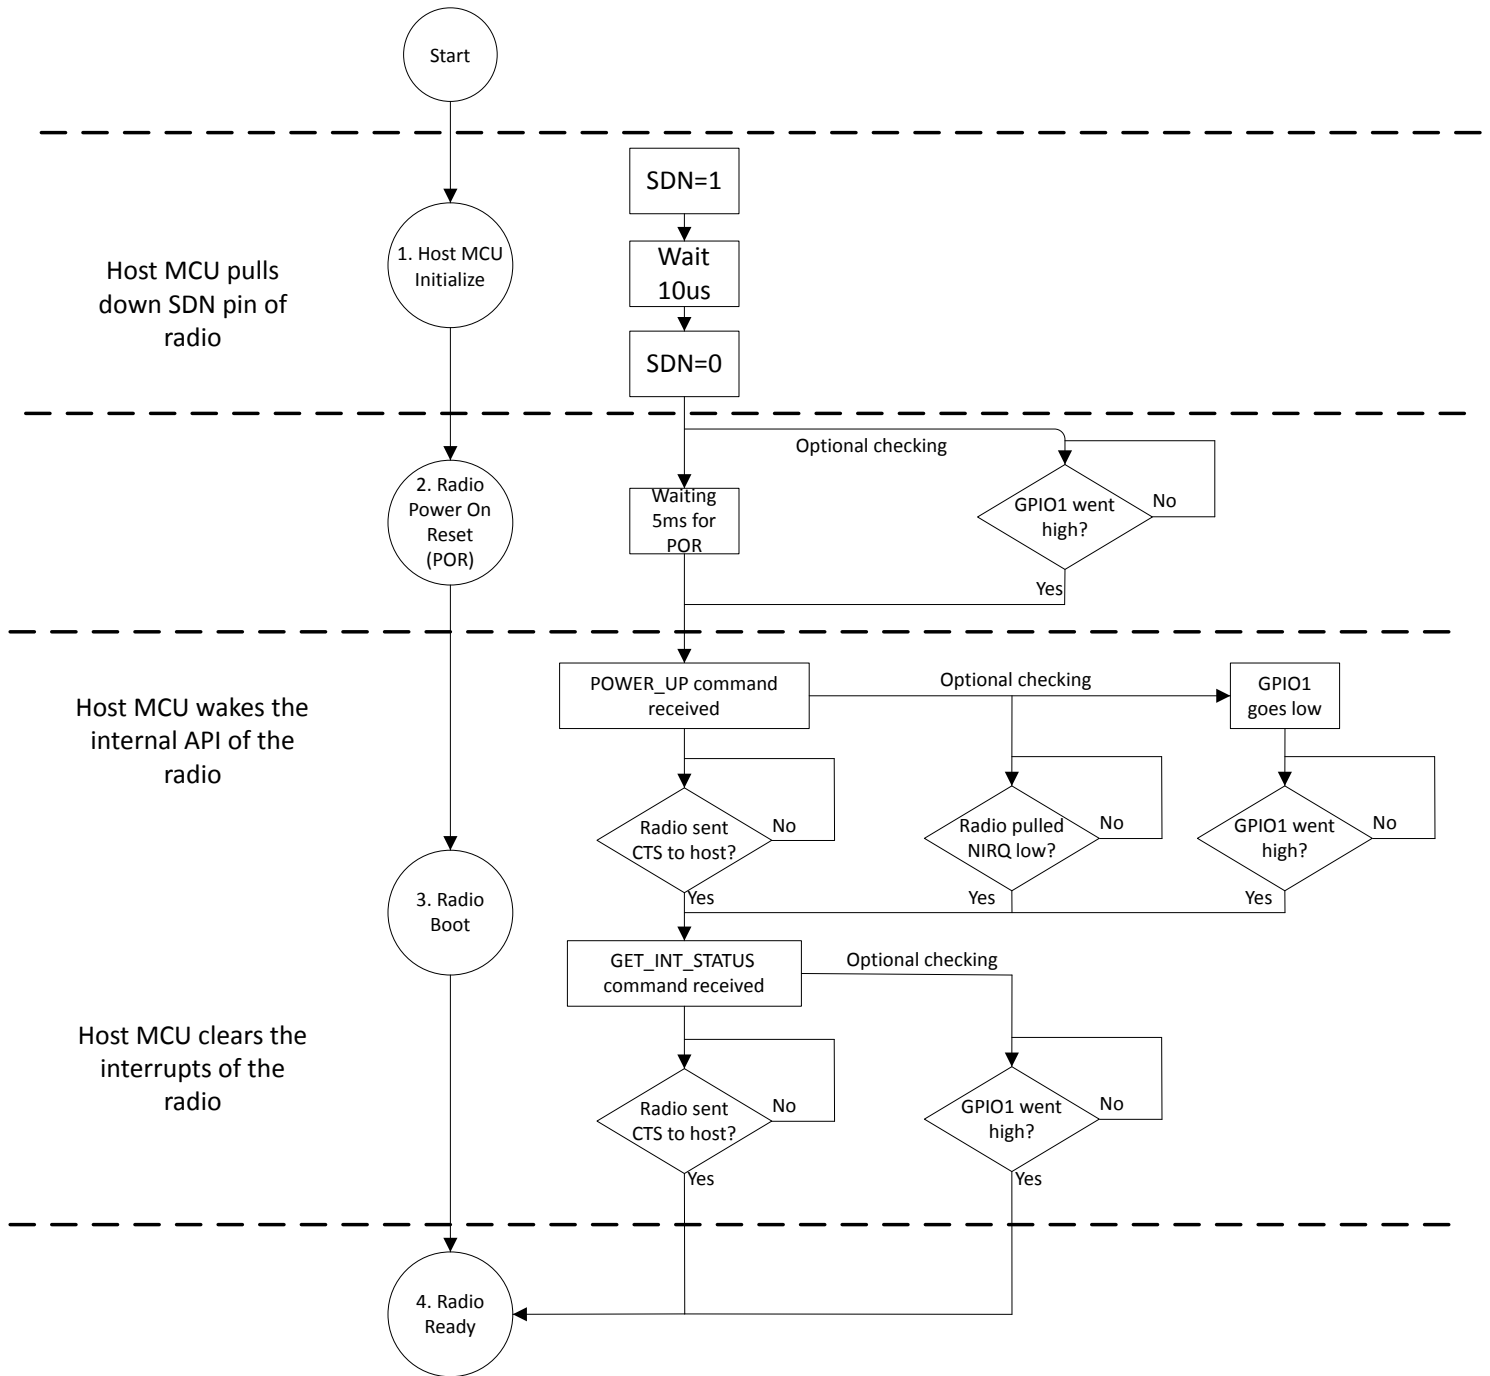 Start
SDN=1
1. Host MCU
Initialize
Host MCU pulls
down SDN pin of
radio
Wait
10us
SDN=0
Optional checking
2. Radio
Power On
Reset
(POR)
Waiting
5ms for
POR
GPIO1 went
high?
No
Yes
Host MCU wakes the
internal API of the
radio
POWER_UP command
received
Optional checking
GPIO1
goes low
Radio sent
CTS to host?
No
Yes
Radio pulled
NIRQ low?
No
Yes
GPIO1 went
high?
No
Yes
3. Radio
Boot
GET_INT_STATUS
command received
Optional checking
Host MCU clears the
interrupts of the
radio
Radio sent
CTS to host?
No
Yes
GPIO1 went
high?
No
Yes
4. Radio
Ready